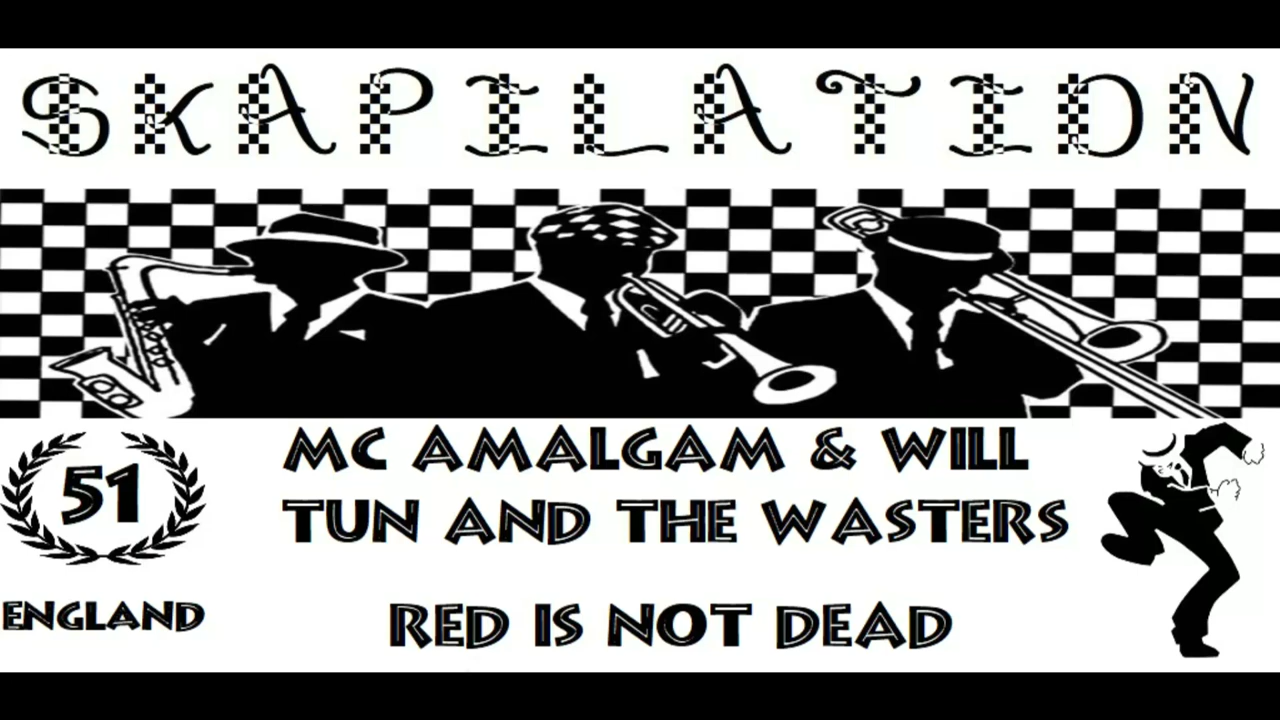 SKAPILATION
51
MC AMALGAM & WILL
TUN AND THE WASTERS
ENGLAND
RED IS NOT DEAD